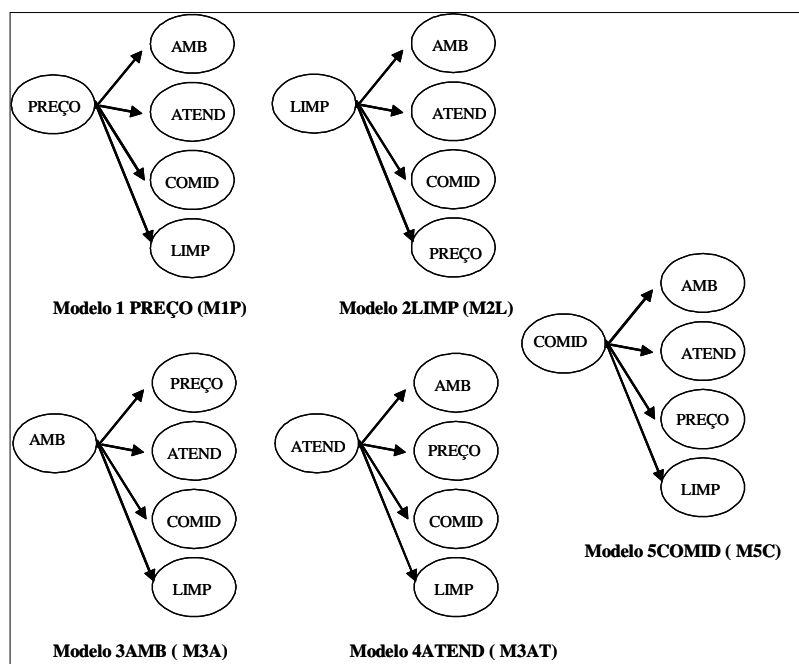 AMB
PREÇO
ATEND
COMID
LIMP
Modelo 1 PREÇO (M1P)
AMB
LIMP
ATEND
COMID
PREÇO
Modelo 2LIMP (M2L)
PREÇO
AMB
ATEND
COMID
LIMP
Modelo 3AMB ( M3A)
AMB
ATEND
PREÇO
COMID
LIMP
Modelo 4ATEND ( M3AT)
AMB
COMID
ATEND
PREÇO
LIMP
Modelo 5COMID ( M5C)